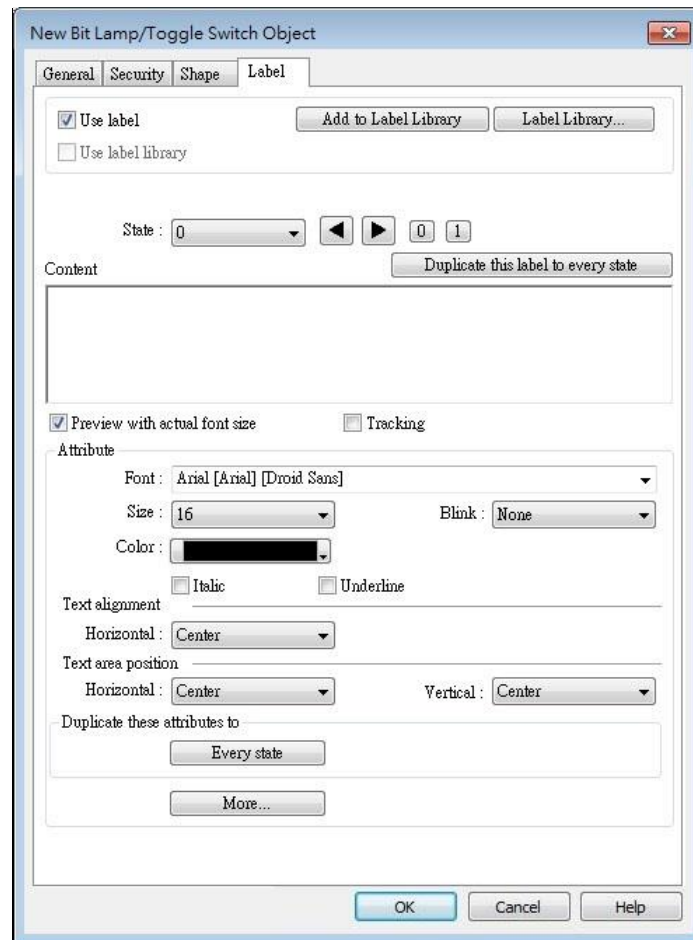 New Bit Lamp/Toggle Switch Object
General Security Shape Label
Use label Add to Label Library Label Library...
Use label library
State : 0 0 1
Duplicate this label to every state
Content
Preview with actual font size Tracking
Attribute
Font : Arial [Arial] [Droid Sans]
Size : 16 Blink : None
Color :
Italic Underline
Text alignment
Horizontal : Center
Text area position
Horizontal : Center Vertical : Center
Duplicate these attributes to
Every state
More...
OK Cancel Help